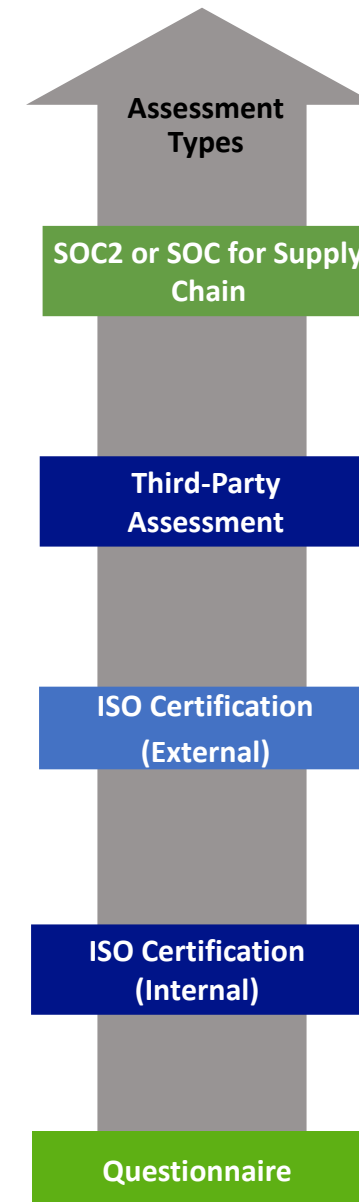 Assessment
Types
SOC2 or SOC for Supply
Chain
Third-Party
Assessment
ISO Certification
(External)
ISO Certification
(Internal)
Questionnaire